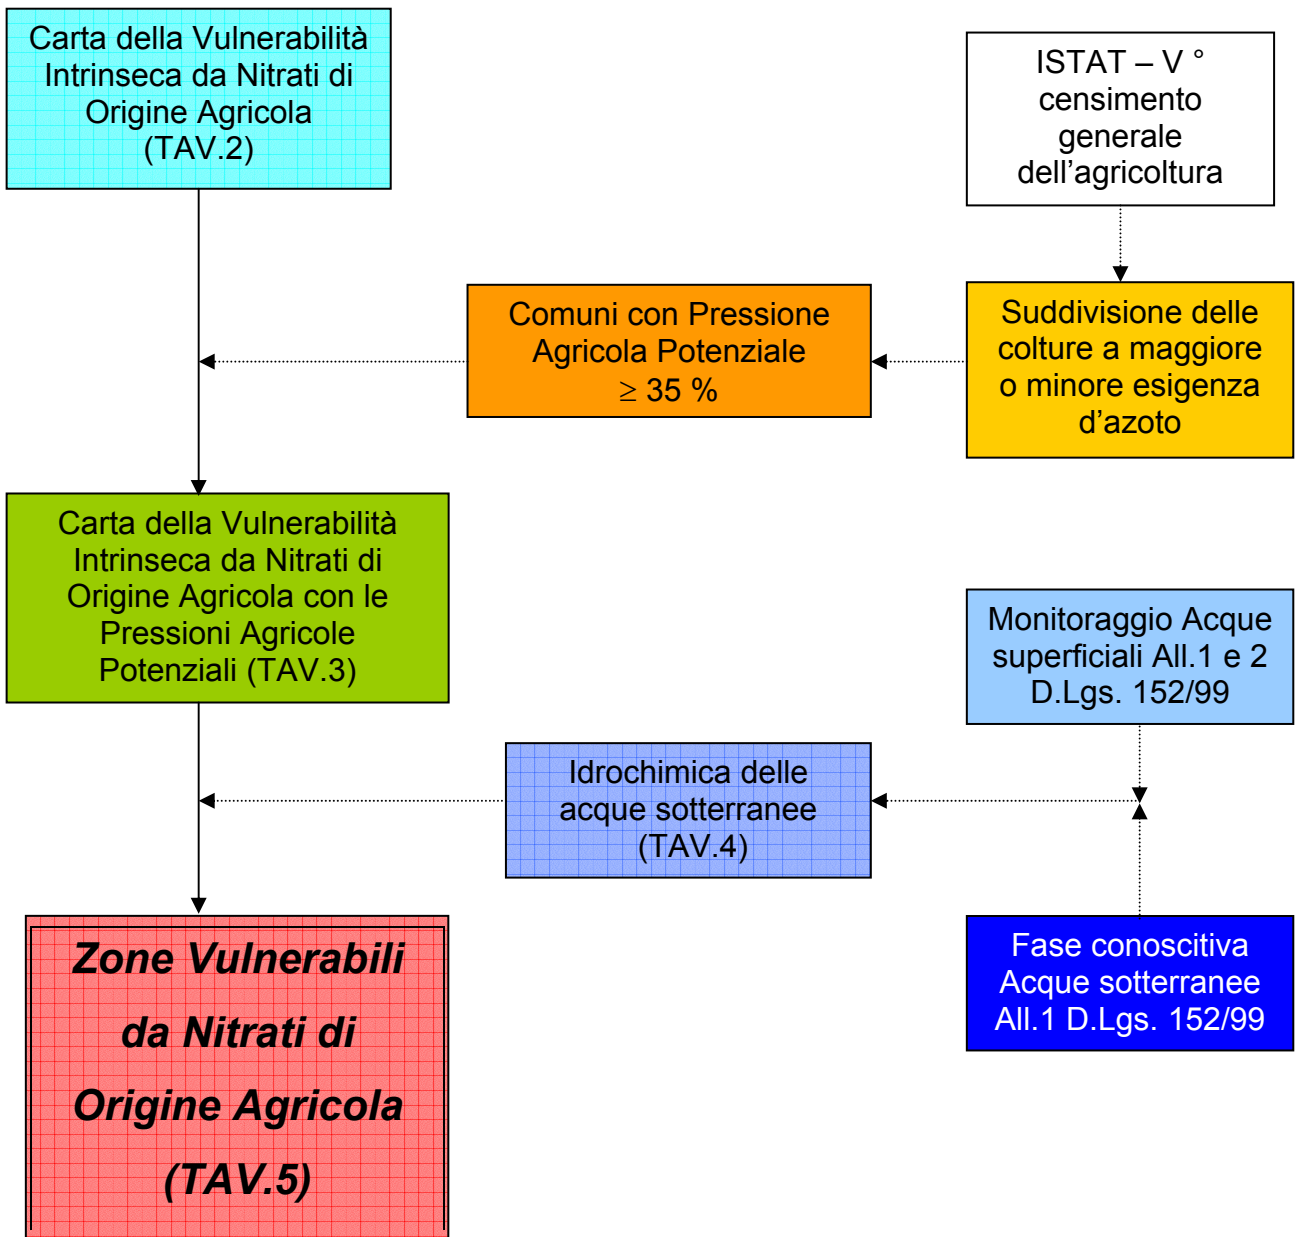 Carta della Vulnerabilità
Intrinseca da Nitrati di
Origine Agricola
(TAV.2)
ISTAT – V °
censimento
generale
dell’agricoltura
Comuni con Pressione
Agricola Potenziale
≥ 35 %
Suddivisione delle
colture a maggiore
o minore esigenza
d’azoto
Carta della Vulnerabilità
Intrinseca da Nitrati di
Origine Agricola con le
Pressioni Agricole
Potenziali (TAV.3)
Monitoraggio Acque
superficiali All.1 e 2
D.Lgs. 152/99
Idrochimica delle
acque sotterranee
(TAV.4)
Zone Vulnerabili
da Nitrati di
Origine Agricola
(TAV.5)
Fase conoscitiva
Acque sotterranee
All.1 D.Lgs. 152/99